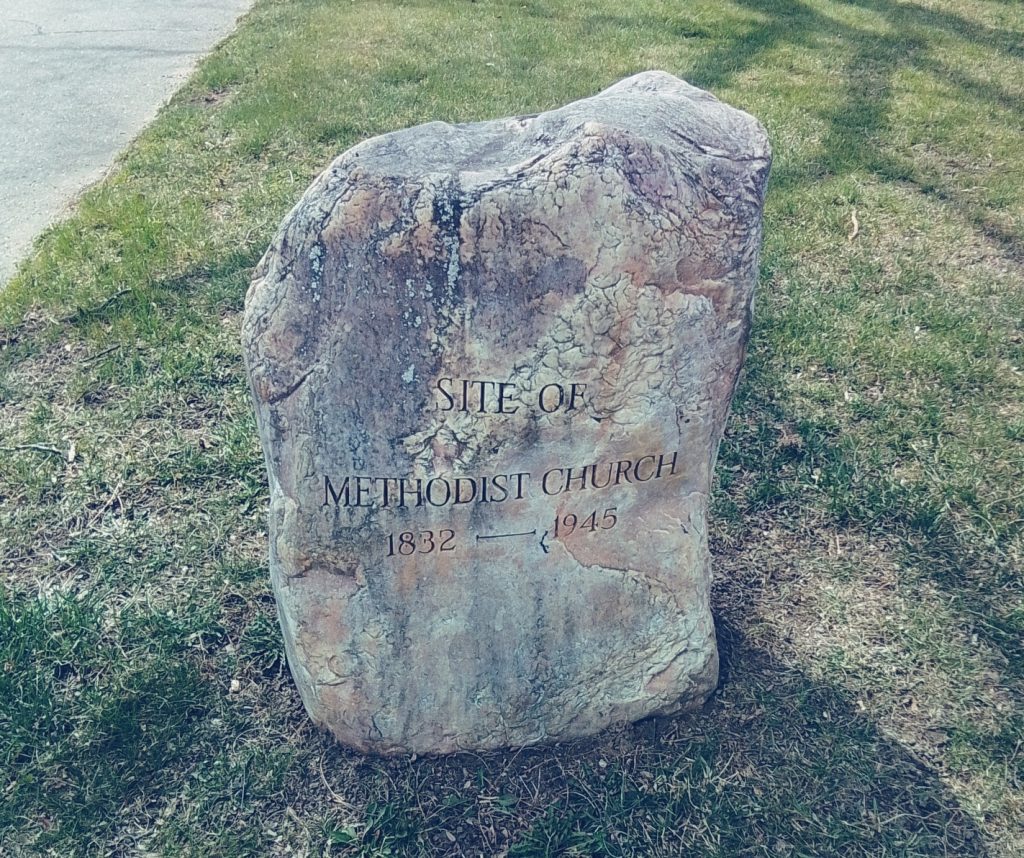 SITE OF
METHODIST CHURCH
1832 — 1945